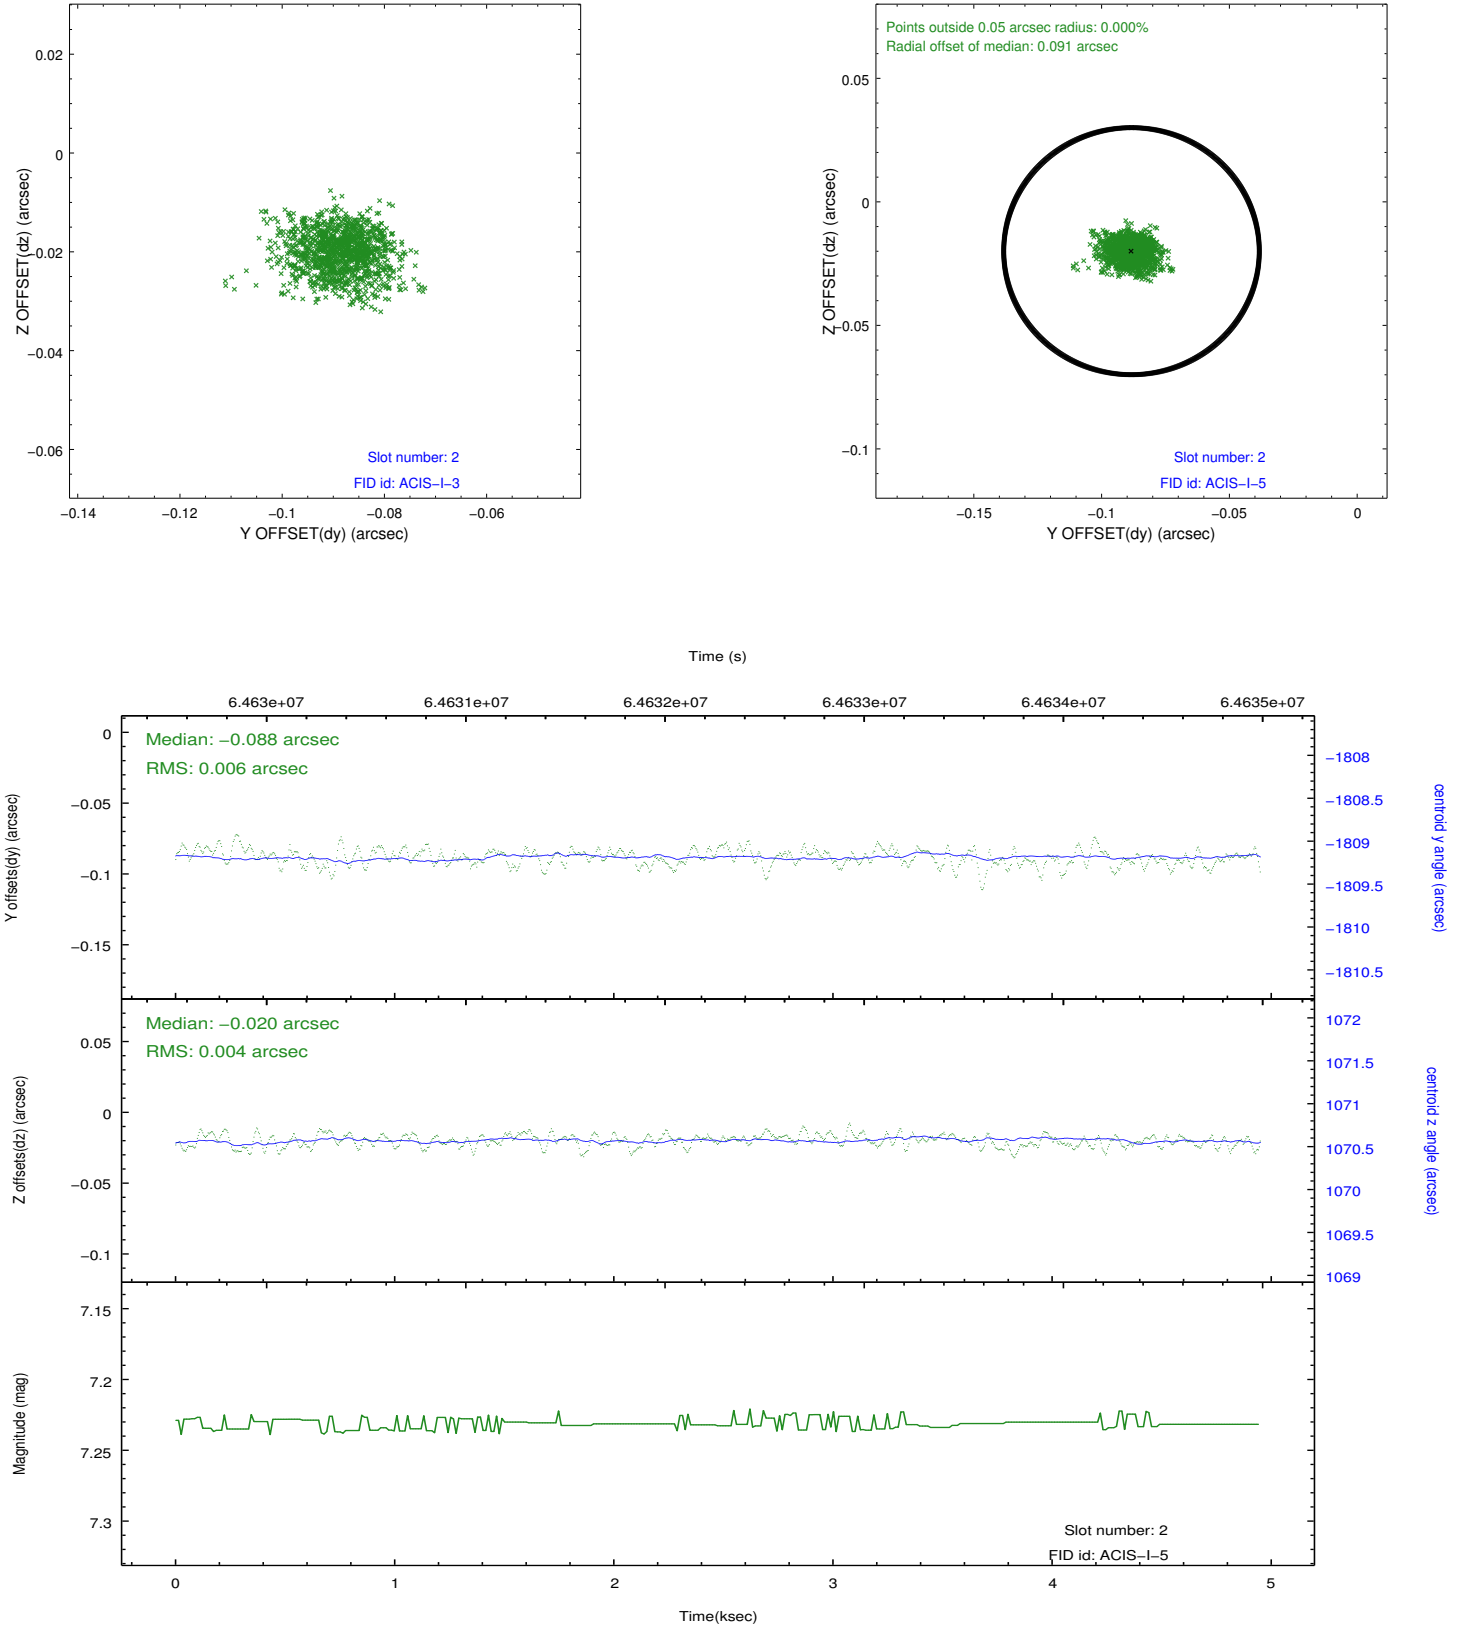 0.02
0
−0.02
−0.04
−0.06
Z OFFSET(dz) (arcsec)
Slot number: 2
FID id: ACIS−I−3
−0.14
−0.12
−0.1
−0.08
−0.06
Y OFFSET(dy) (arcsec)
Points outside 0.05 arcsec radius: 0.000%
Radial offset of median: 0.091 arcsec
0.05
0
−0.05
−0.1
Z OFFSET(dz) (arcsec)
Slot number: 2
FID id: ACIS−I−5
−0.15
−0.1
−0.05
0
Y OFFSET(dy) (arcsec)
Time (s)
6.463e+07
6.4631e+07
6.4632e+07
6.4633e+07
6.4634e+07
6.4635e+07
Median: −0.088 arcsec
RMS: 0.006 arcsec
0
−0.05
−0.1
−0.15
Y offsets(dy) (arcsec)
−1808
−1808.5
−1809
−1809.5
−1810
−1810.5
centroid y angle (arcsec)
Median: −0.020 arcsec
RMS: 0.004 arcsec
0.05
0
−0.05
−0.1
Z offsets(dz) (arcsec)
1072
1071.5
1071
1070.5
1070
1069.5
1069
centroid z angle (arcsec)
7.15
7.2
7.25
7.3
Magnitude (mag)
Slot number: 2
FID id: ACIS−I−5
0
1
2
3
4
5
Time(ksec)